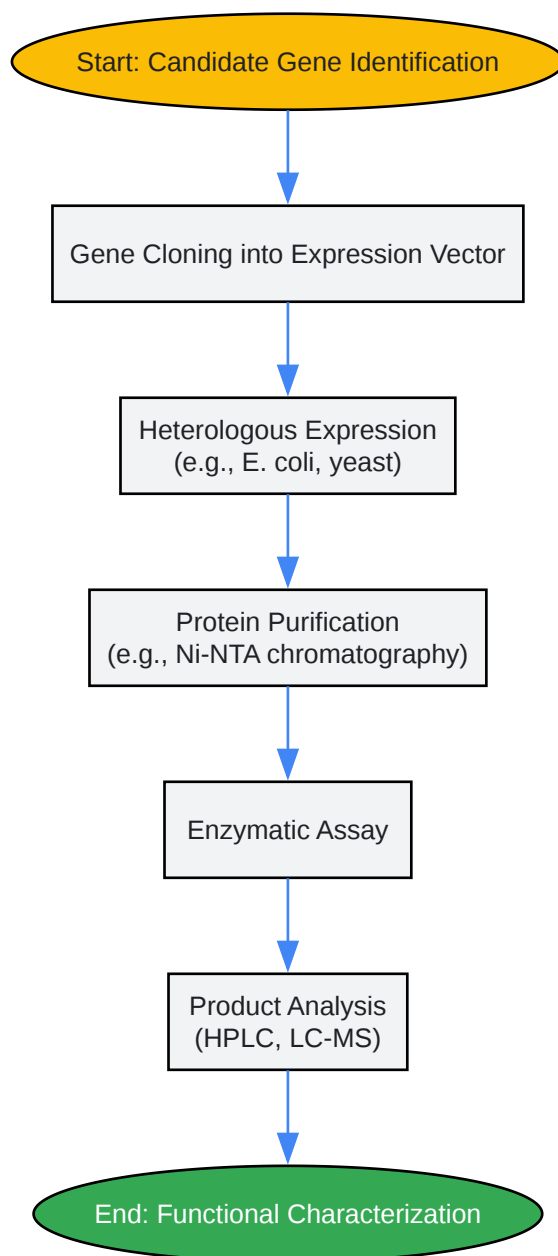 Start: Candidate Gene Identification
Gene Cloning into Expression Vector
Heterologous Expression
(e.g., E. coli, yeast)
Protein Purification
(e.g., Ni-NTA chromatography)
Enzymatic Assay
Product Analysis
(HPLC, LC-MS)
End: Functional Characterization